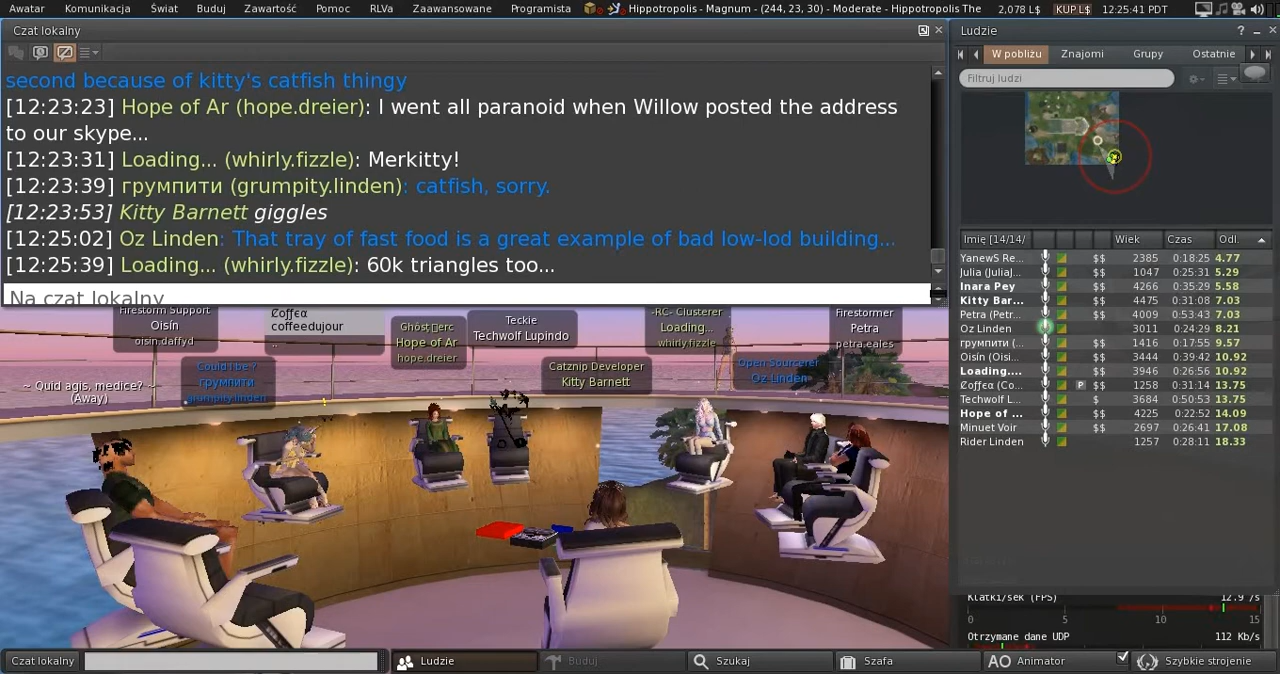 Awatar Komunikacja Świat Buduj Zawartość Pomoc RLVa Zaawansowane Programista Hippotropolis - Magnum - (244, 23, 30) - Moderate - Hippotropolis The 2,078 L$ KUP L$ 12:25:41 PDT
Czat lokalny
second because of kitty's catfish thingy
[12:23:23] Hope of Ar (hope.dreier): I went all paranoid when Willow posted the address
to our skype...
[12:23:31] Loading... (whirly.fizzle): Merkitty!
[12:23:39] грумпити (grumpity.linden): catfish, sorry.
[12:23:53] Kitty Barnett giggles
[12:25:02] Oz Linden: That tray of fast food is a great example of bad low-lod building...
[12:25:39] Loading... (whirly.fizzle): 60k triangles too...
Na czat lokalny
Firestorm Support
Oisín
oisin.daffyd
coffeedujour
..
Hope of Ar
hope.dreier
Teckie
Techwolf Lupindo
-RC- Clusterer
Loading...
whirly.fizzle
Firestormer
Petra
petra.eales
Could I be ?
грумпити
grumpity.linden
Catznip Developer
Kitty Barnett
Open Sourcerer
Oz Linden
~ Quid agis, medice? ~
(Away)
Ludzie
W pobliżu Znajomi Grupy Ostatnie
Filtruj ludzi
Imię [14/14/ Wiek Czas Odl.
YanewS Re... $$ 2385 0:18:25 4.77
Julia (JuliaJ... $$ 1047 0:25:31 5.29
Inara Pey $$ 4266 0:35:29 5.58
Kitty Bar... $$ 4475 0:31:08 7.03
Petra (Petr... $$ 4009 0:53:43 7.03
Oz Linden 3011 0:24:29 8.21
грумпити (... $$ 1416 0:17:55 9.57
Oisín (Oisi... $$ 3444 0:39:42 10.92
Loading.... $$ 3946 0:26:56 10.92
(Co... P $$ 1258 0:31:14 13.75
Techwolf L... $ 3684 0:50:53 13.75
Hope of ... $$ 4225 0:22:52 14.09
Minuet Voir $$ 2697 0:26:41 17.08
Rider Linden 1257 0:28:11 18.33
Klatki/sek (FPS) 12.9 /s
0 5 10 15
Otrzymane dane UDP 112 Kb/s
Czat lokalny Ludzie Buduj Szukaj Szafa AO Animator Szybkie strojenie